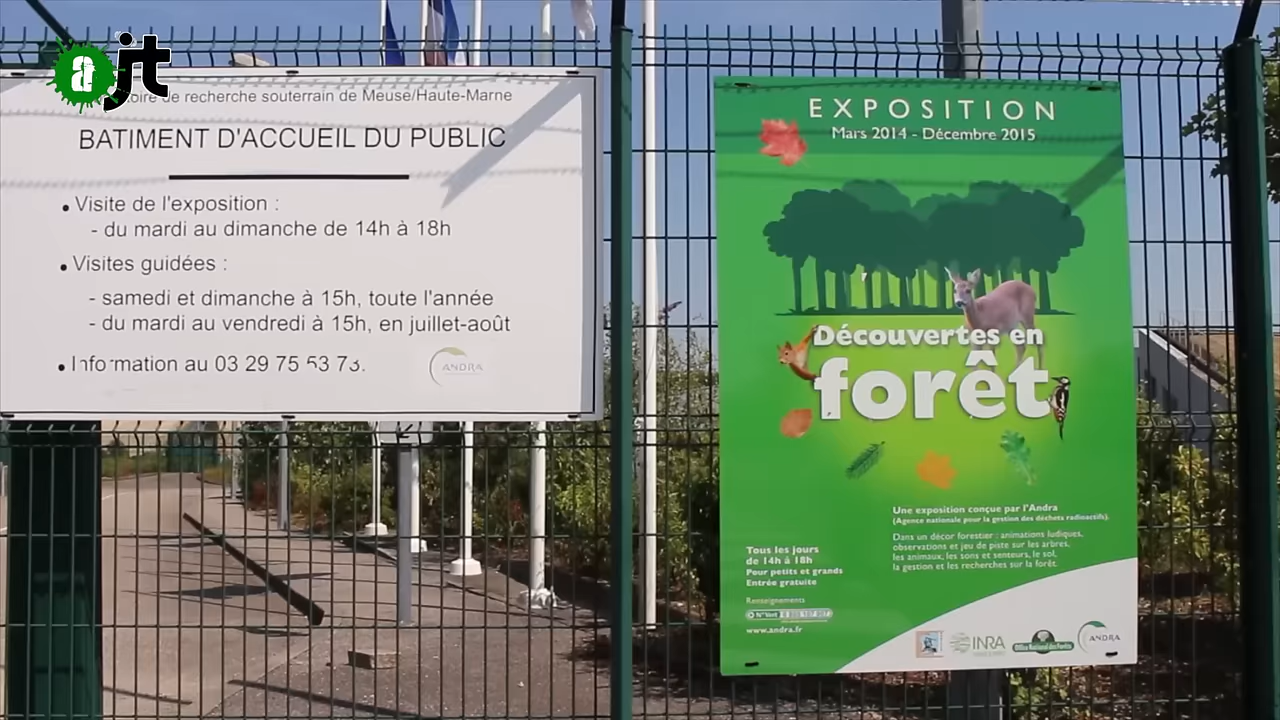 ajt
de recherche souterrain de Meuse/Haute-Marne
BATIMENT D'ACCUEIL DU PUBLIC
• Visite de l'exposition :
- du mardi au dimanche de 14h à 18h
• Visites guidées :
- samedi et dimanche à 15h, toute l'année
- du mardi au vendredi à 15h, en juillet-août
• Information au 03 29 75 53 73.
ANDRA
EXPOSITION
Mars 2014 - Décembre 2015
Découvertes en
forêt
Une exposition conçue par l'Andra
(Agence nationale pour la gestion des déchets radioactifs).
Dans un décor forestier : animations ludiques,
observations et jeu de piste sur les arbres,
les animaux, les sons et senteurs, le sol,
la gestion et les recherches sur la forêt.
Tous les jours
de 14h à 18h
Pour petits et grands
Entrée gratuite
Renseignements
N°Vert
www.andra.fr
INRA
Office National des Forêts
ANDRA